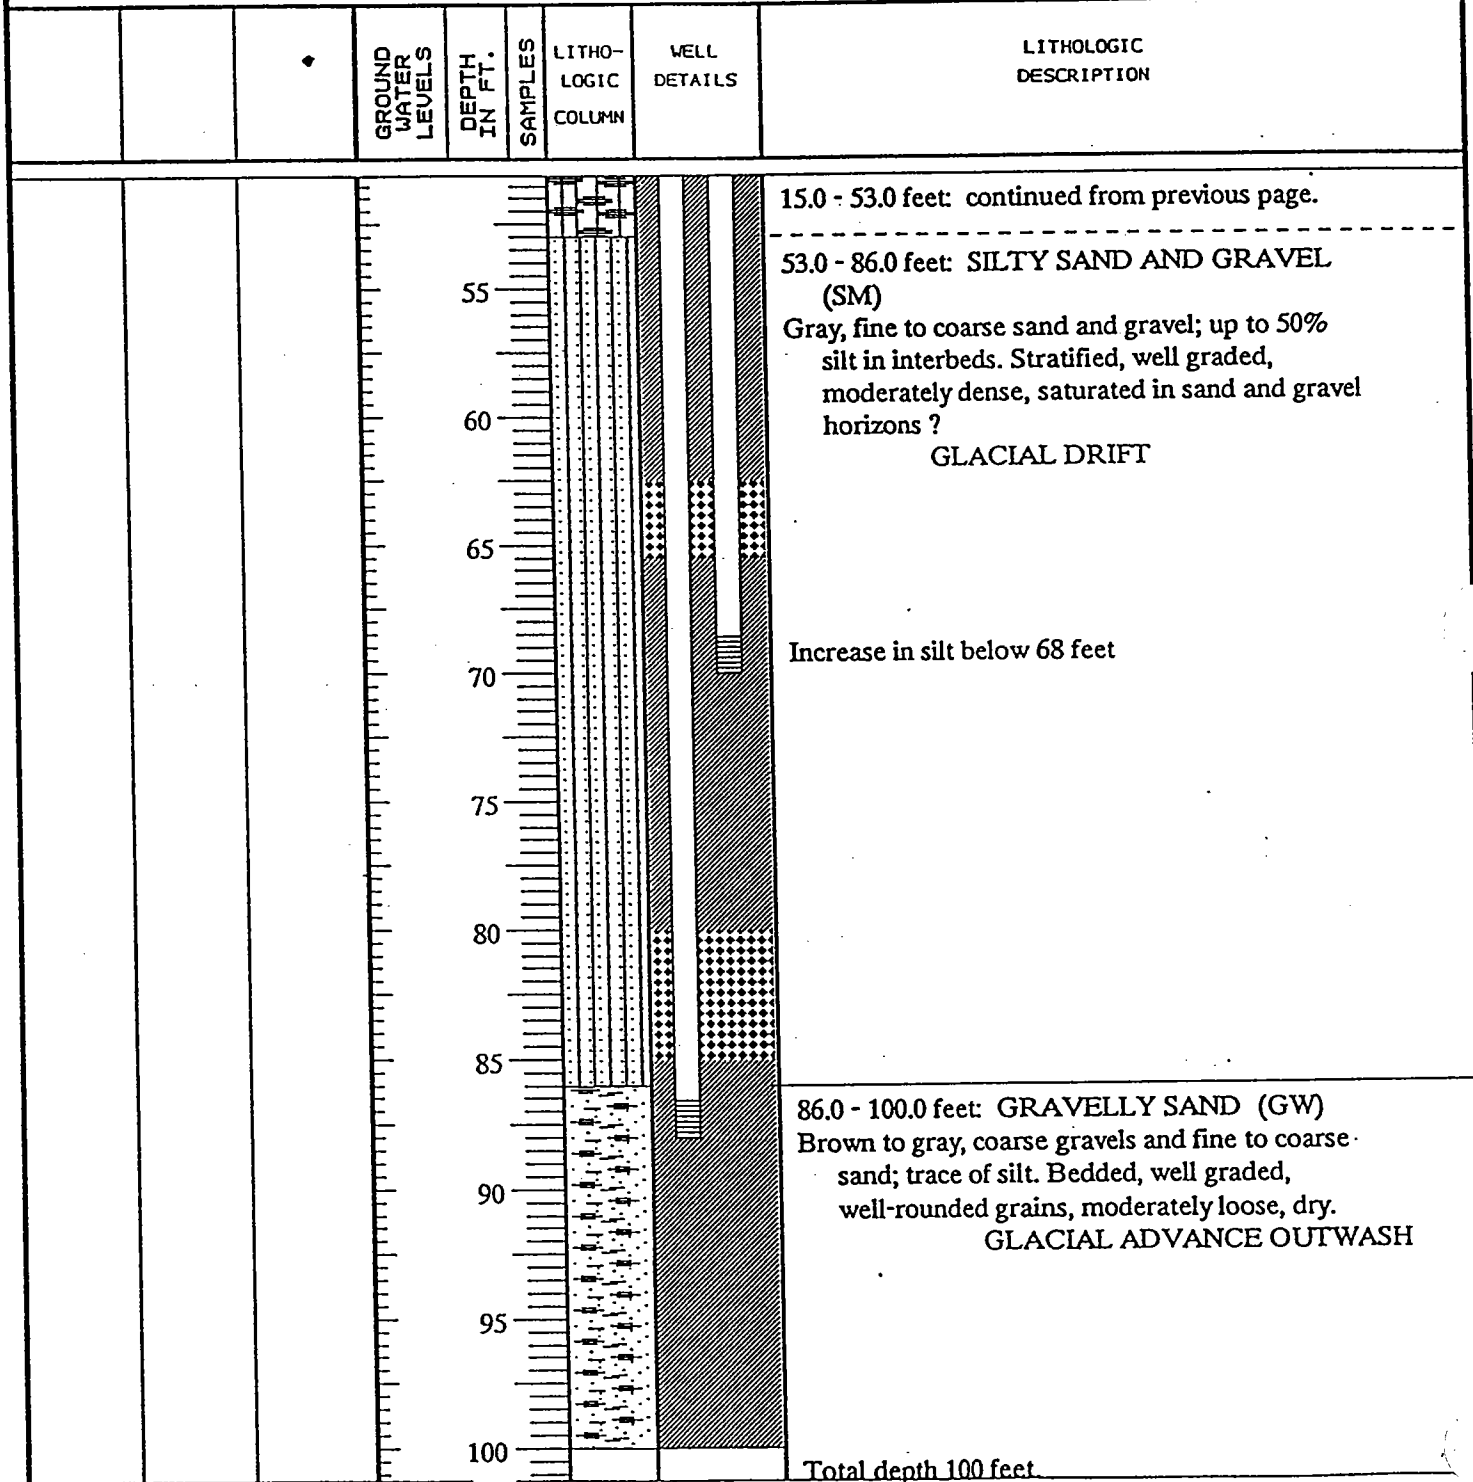 GROUND
WATER
LEVELS
DEPTH
IN FT.
SAMPLES
LITHO-
LOGIC
COLUMN
WELL
DETAILS
LITHOLOGIC
DESCRIPTION
15.0 - 53.0 feet: continued from previous page.
53.0 - 86.0 feet: SILTY SAND AND GRAVEL
(SM)
55
Gray, fine to coarse sand and gravel; up to 50%
silt in interbeds. Stratified, well graded,
moderately dense, saturated in sand and gravel
60
horizons ?
GLACIAL DRIFT
65
Increase in silt below 68 feet
70
75
80
85
86.0 - 100.0 feet: GRAVELLY SAND (GW)
Brown to gray, coarse gravels and fine to coarse
sand; trace of silt. Bedded, well graded,
90
well-rounded grains, moderately loose, dry.
GLACIAL ADVANCE OUTWASH
95
100
Total depth 100 feet